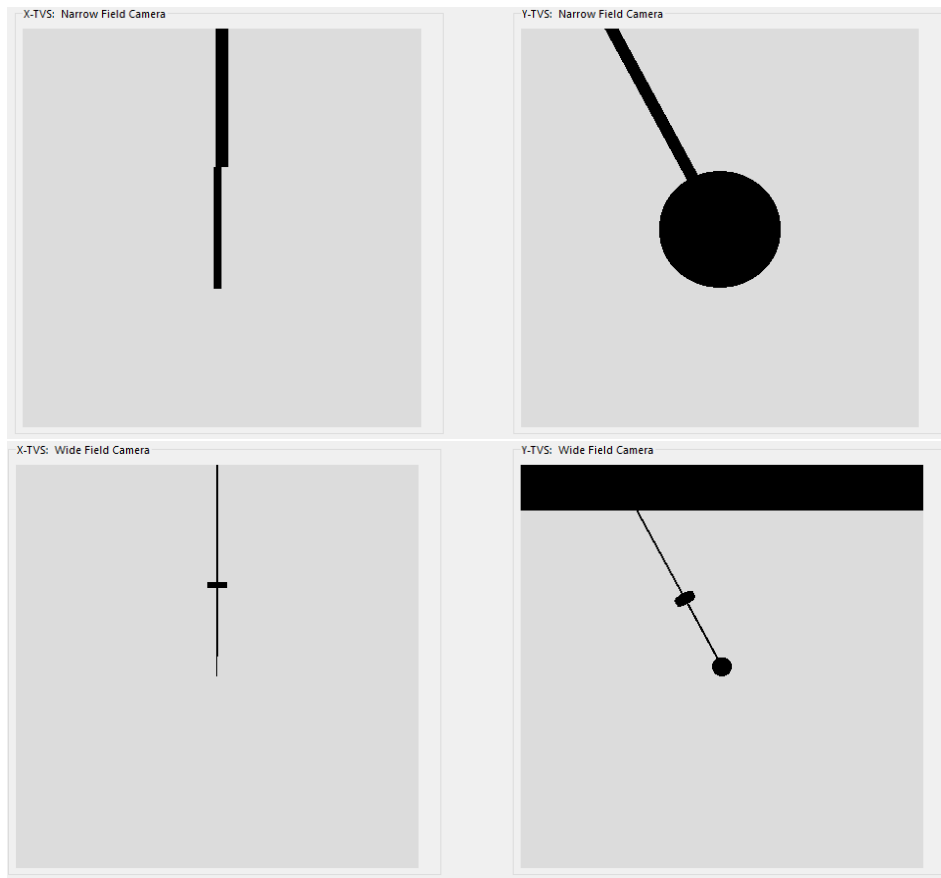 X-TVS:  Narrow Field Camera
Y-TVS:  Narrow Field Camera
X-TVS:  Wide Field Camera
Y-TVS:  Wide Field Camera